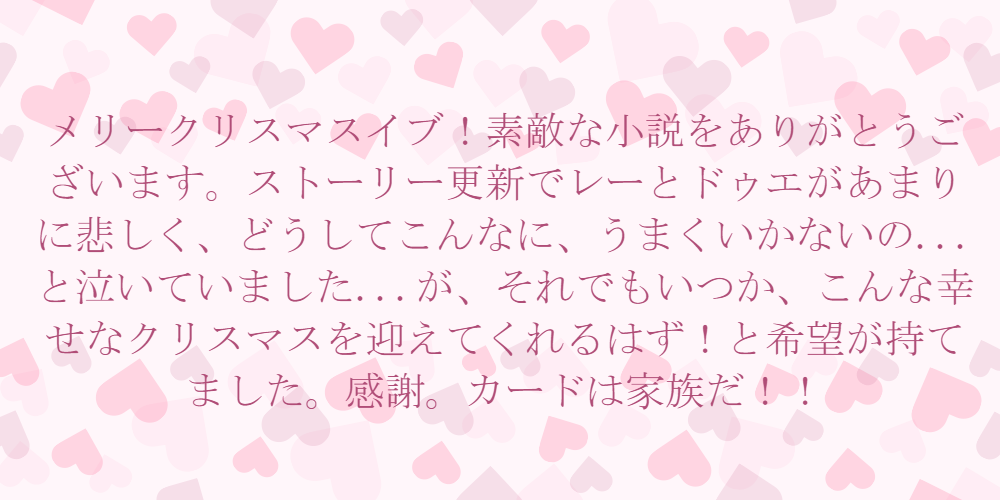 メリークリスマスイブ！素敵な小説をありがとうご
ざいます。ストーリー更新でレーとドゥエがあまり
に悲しく、どうしてこんなに、うまくいかないの...
と泣いていました...が、それでもいつか、こんな幸
せなクリスマスを迎えてくれるはず！と希望が持て
ました。感謝。カードは家族だ！！